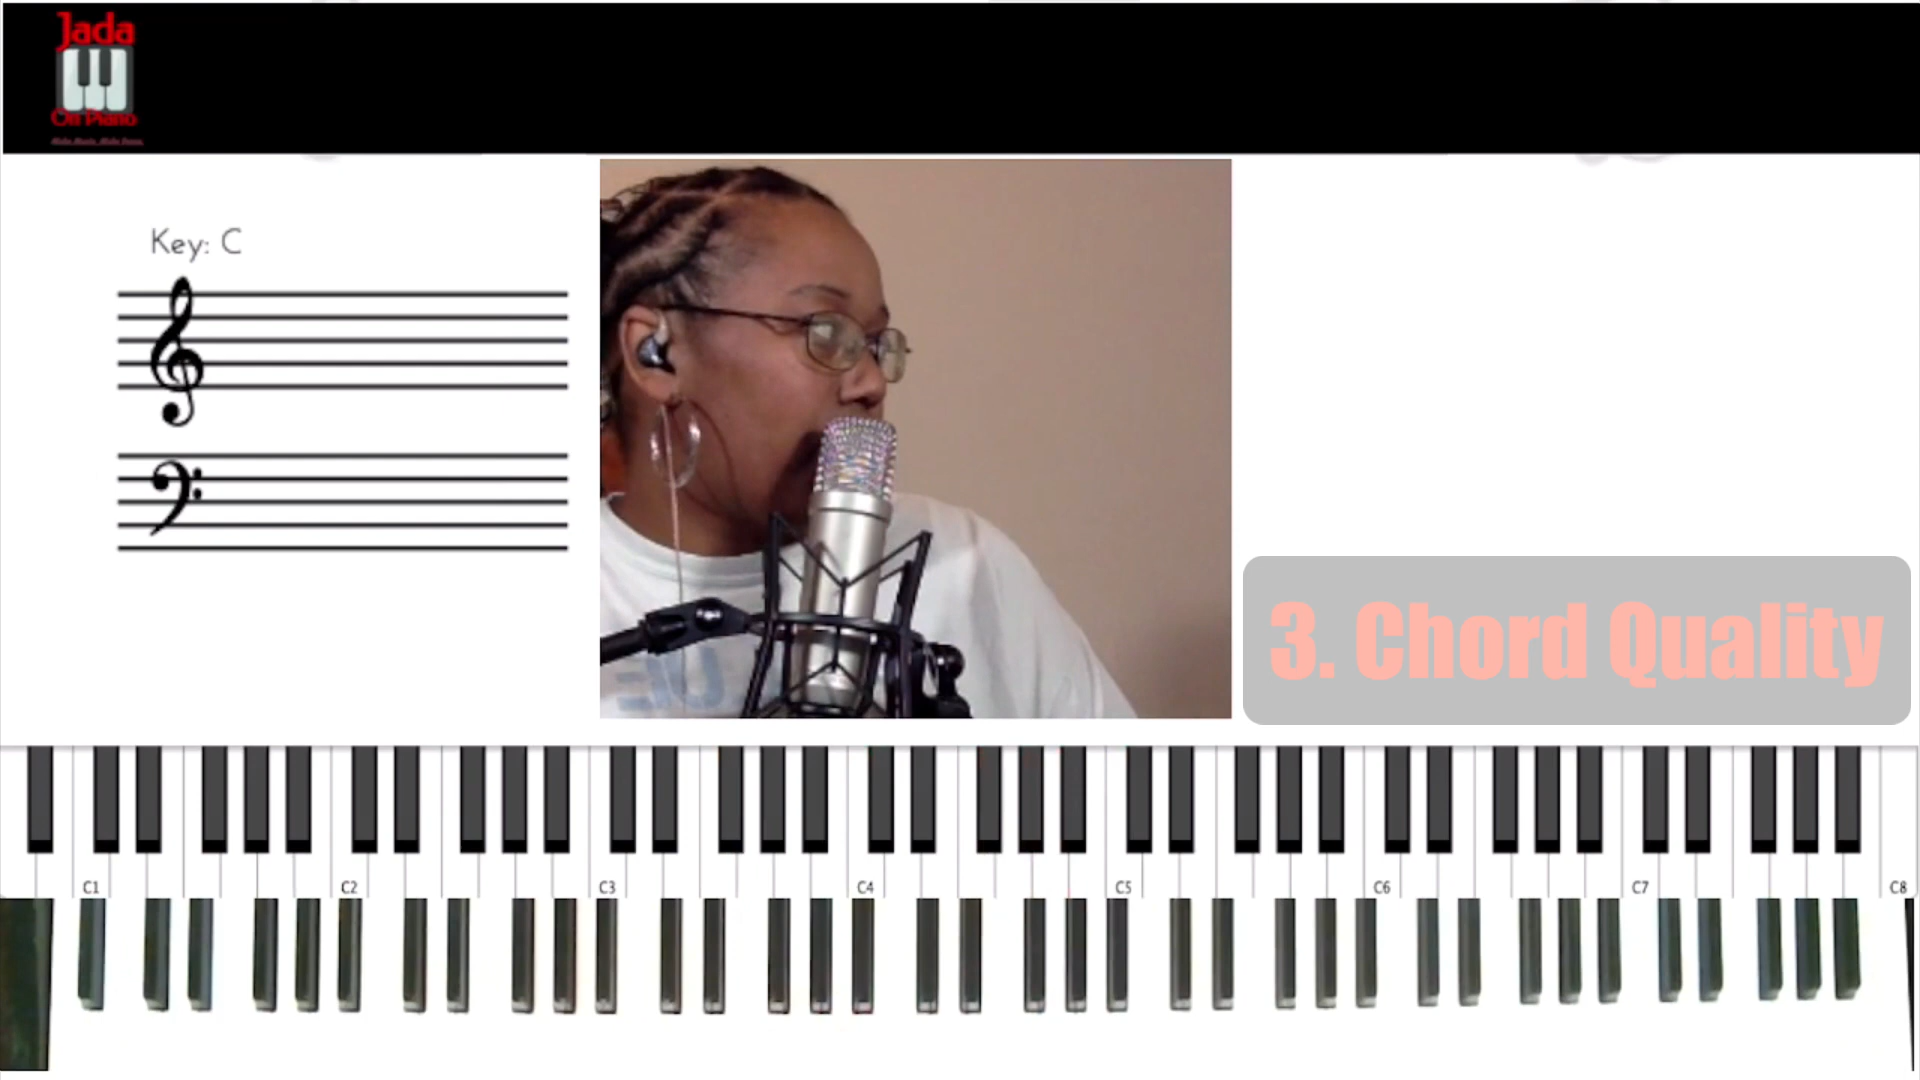 Jada
On Piano
Key: C
3. Chord Quality
C1 C2 C3 C4 C5 C6 C7 C8